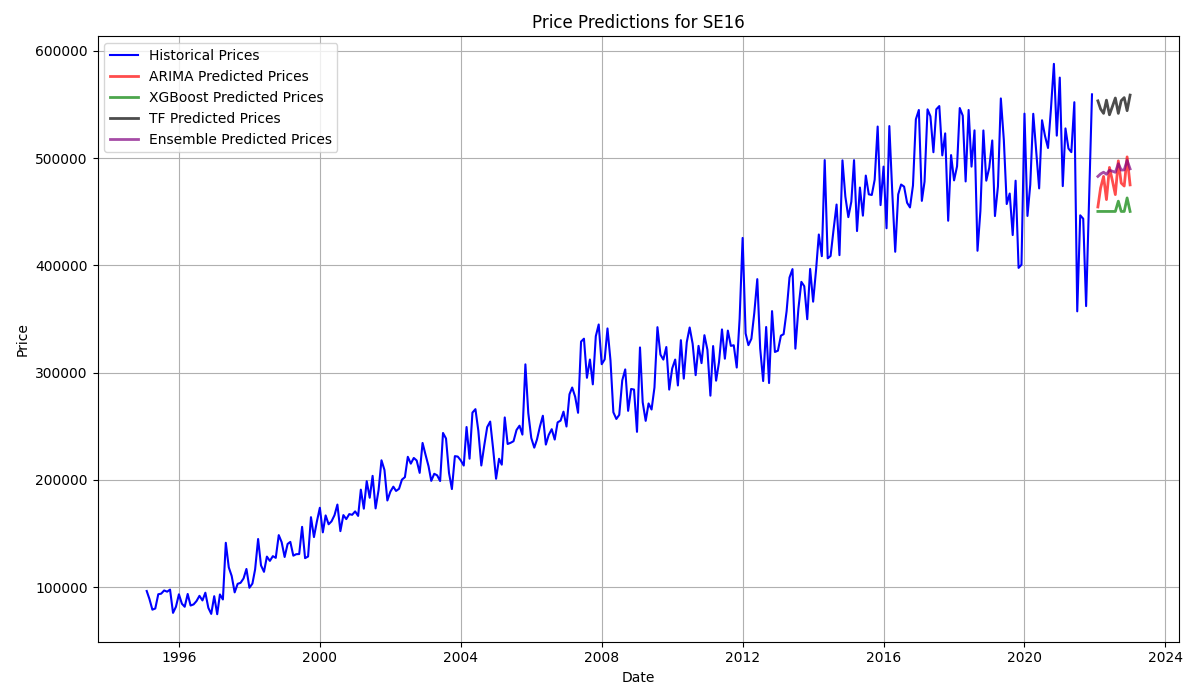 Price Predictions for SE16
Historical Prices
ARIMA Predicted Prices
XGBoost Predicted Prices
TF Predicted Prices
Ensemble Predicted Prices
600000
500000
400000
300000
200000
100000
Price
1996 2000 2004 2008 2012 2016 2020 2024
Date